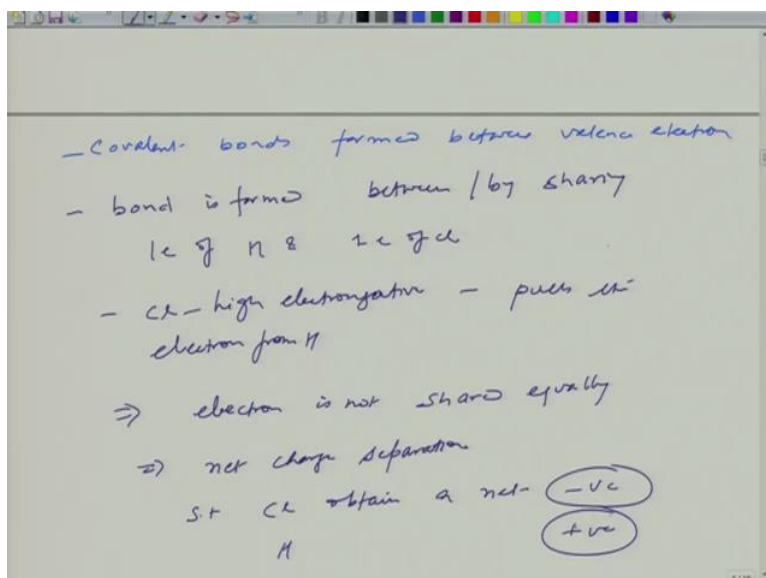 - Covalent bonds formed between valence electron
- bond is formed between / by sharing
1e of H & 1e of Cl
- Cl - high electronegative - pulls the
electron from H
⇒ electron is not shared equally
⇒ net charge separation
s.t Cl obtain a net -ve
H +ve